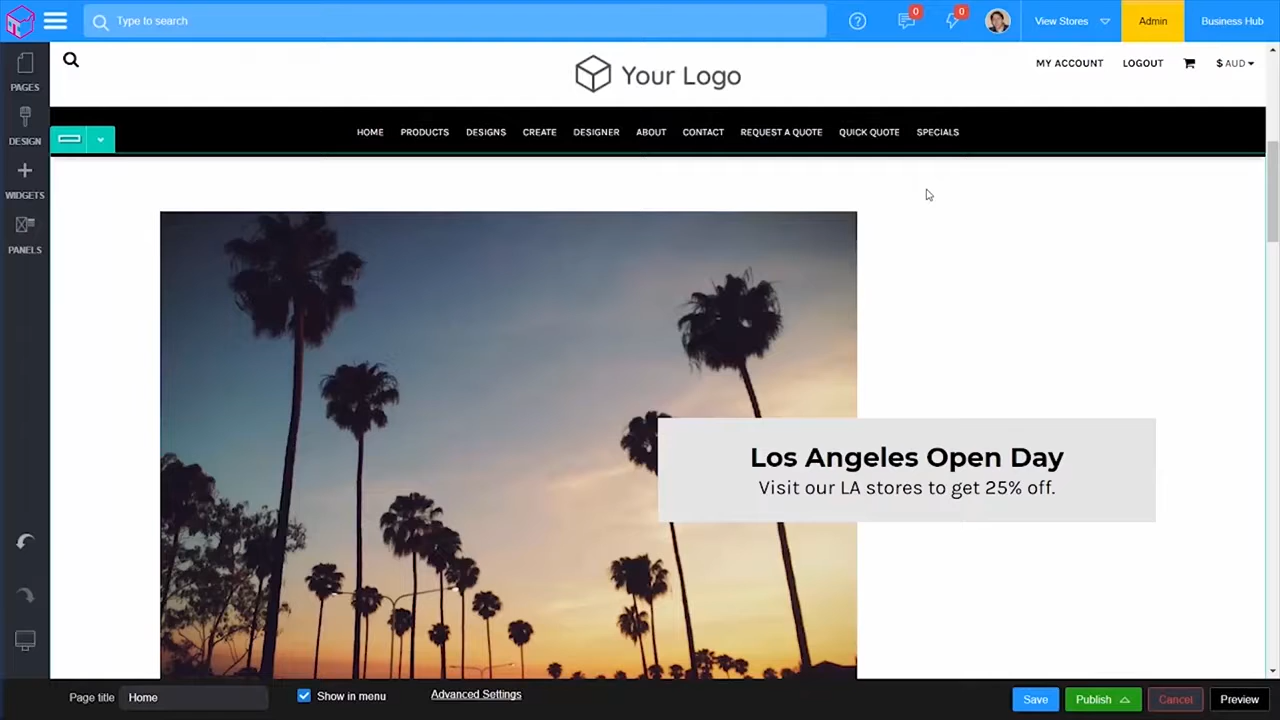 Type to search
0
0
View Stores
Admin
Business Hub
PAGES
DESIGN
WIDGETS
PANELS
Your Logo
MY ACCOUNT
LOGOUT
$ AUD
HOME
PRODUCTS
DESIGNS
CREATE
DESIGNER
ABOUT
CONTACT
REQUEST A QUOTE
QUICK QUOTE
SPECIALS
Los Angeles Open Day
Visit our LA stores to get 25% off.
Page title
Home
Show in menu
Advanced Settings
Save
Publish
Cancel
Preview